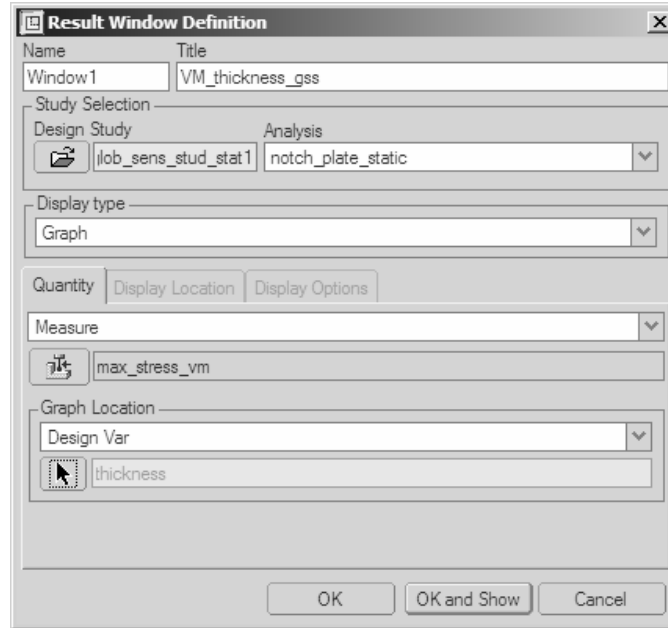 Result Window Definition
Name Title
Window1 VM_thickness_gss
Study Selection
Design Study Analysis
lob_sens_stud_stat1 notch_plate_static
Display type
Graph
Quantity Display Location Display Options
Measure
max_stress_vm
Graph Location
Design Var
thickness
OK OK and Show Cancel